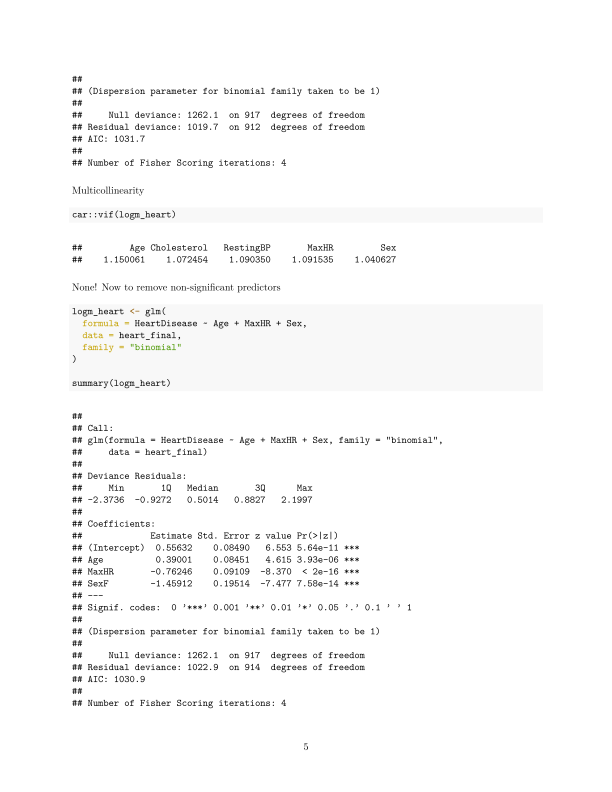 ##
## (Dispersion parameter for binomial family taken to be 1)
##
##     Null deviance: 1262.1  on 917  degrees of freedom
## Residual deviance: 1019.7  on 912  degrees of freedom
## AIC: 1031.7
##
## Number of Fisher Scoring iterations: 4
Multicollinearity
car::vif(logm_heart)
##         Age Cholesterol   RestingBP       MaxHR         Sex
##    1.150061    1.072454    1.090350    1.091535    1.040627
None! Now to remove non-significant predictors
logm_heart <- glm(
  formula = HeartDisease ~ Age + MaxHR + Sex,
  data = heart_final,
  family = "binomial"
)
summary(logm_heart)
##
## Call:
## glm(formula = HeartDisease ~ Age + MaxHR + Sex, family = "binomial",
##     data = heart_final)
##
## Deviance Residuals:
##     Min       1Q   Median       3Q      Max
## -2.3736  -0.9272   0.5014   0.8827   2.1997
##
## Coefficients:
##             Estimate Std. Error z value Pr(>|z|)
## (Intercept)  0.55632    0.08490   6.553 5.64e-11 ***
## Age          0.39001    0.08451   4.615 3.93e-06 ***
## MaxHR       -0.76246    0.09109  -8.370  < 2e-16 ***
## SexF        -1.45912    0.19514  -7.477 7.58e-14 ***
## ---
## Signif. codes:  0 '***' 0.001 '**' 0.01 '*' 0.05 '.' 0.1 ' ' 1
##
## (Dispersion parameter for binomial family taken to be 1)
##
##     Null deviance: 1262.1  on 917  degrees of freedom
## Residual deviance: 1022.9  on 914  degrees of freedom
## AIC: 1030.9
##
## Number of Fisher Scoring iterations: 4
5